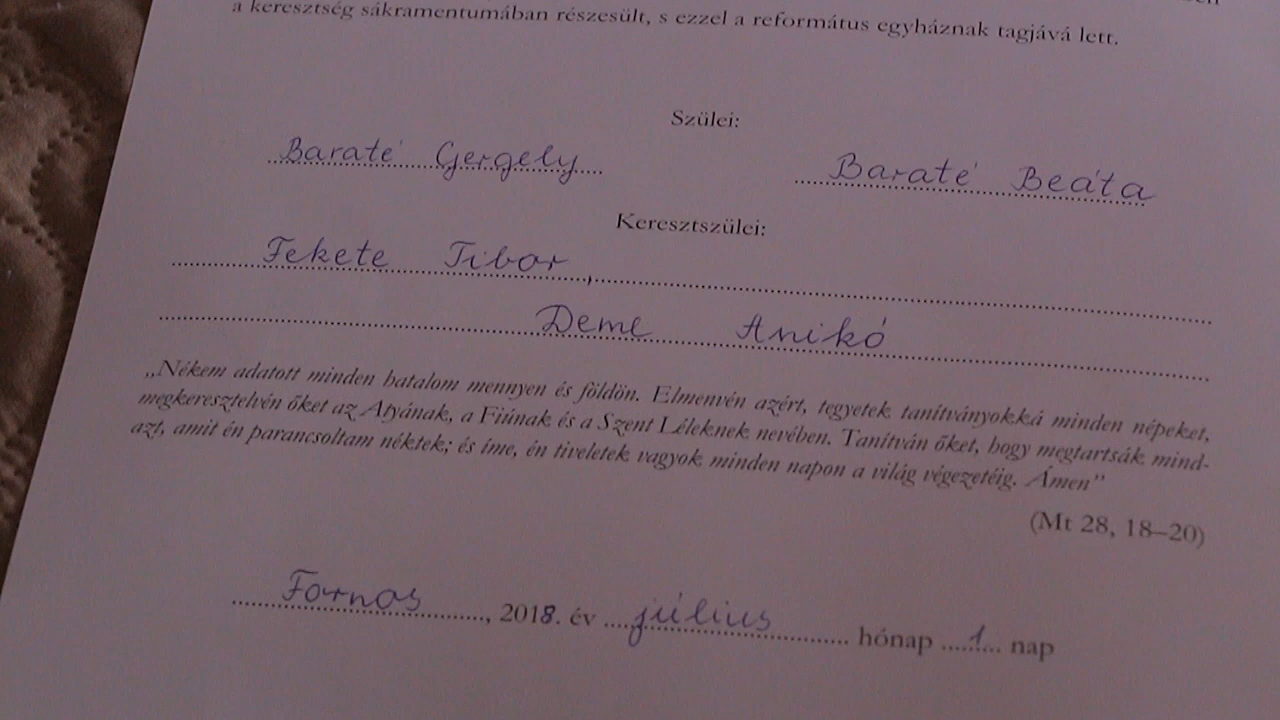 a keresztség sákramentumában részesült, s ezzel a református egyháznak tagjává lett.
Szülei:
Baraté Gergely Baraté Beáta
Keresztszülei:
Fekete Tibor,
Deme Anikó
„Nékem adatott minden hatalom mennyen és földön. Elmenvén azért, tegyetek tanítványokká minden népeket,
megkeresztelvén őket az Atyának, a Fiúnak és a Szent Léleknek nevében. Tanítván őket, hogy megtartsák mind-
azt, amit én parancsoltam néktek; és íme, én tiveletek vagyok minden napon a világ végezetéig. Ámen”
(Mt 28, 18–20)
Fornos, 2018. év július hónap 1 nap